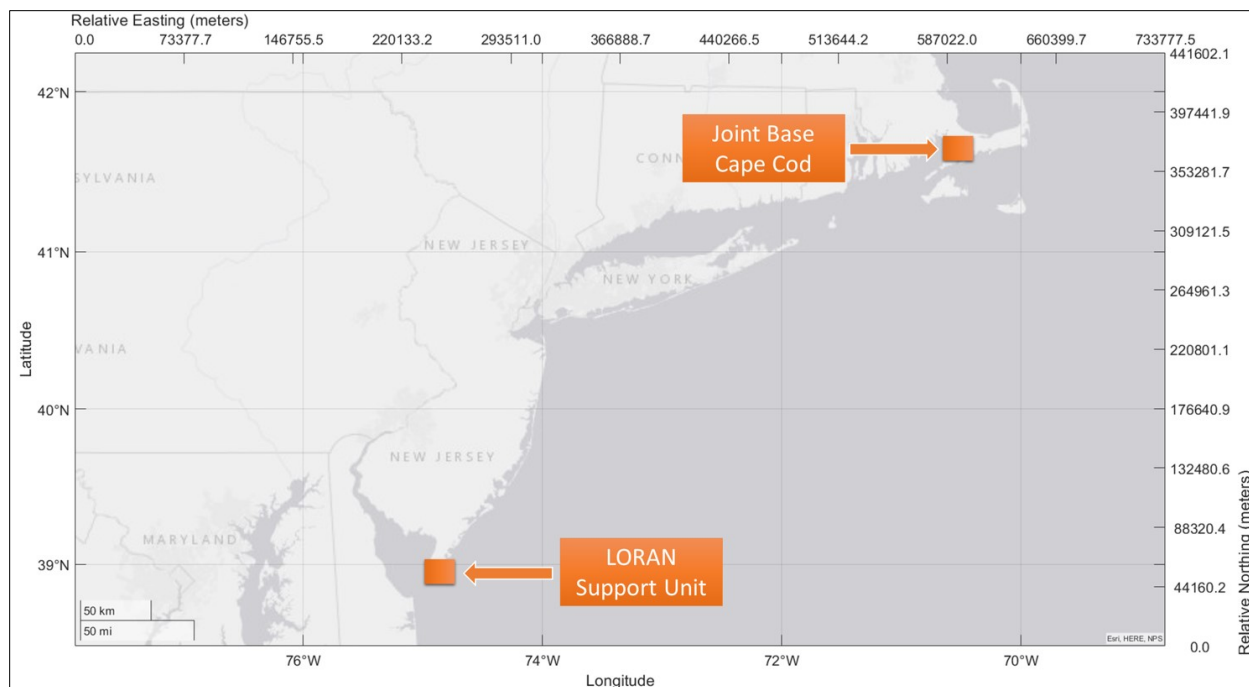 Relative Easting (meters)
0.0 73377.7 146755.5 220133.2 293511.0 366888.7 440266.5 513644.2 587022.0 660399.7 733777.5
441602.1
42°N
397441.9
Joint Base
Cape Cod
CONN
353281.7
SYLVANIA
309121.5
41°N
NEW JERSEY
NEW YORK
264961.3
Latitude
VANIA
220801.1
40°N
176640.9
NEW JERSEY
132480.6
MARYLAND
88320.4
39°N
LORAN
Support Unit
44160.2
Relative Northing (meters)
50 km
50 mi
Esri, HERE, NPS
0.0
76°W 74°W 72°W 70°W
Longitude